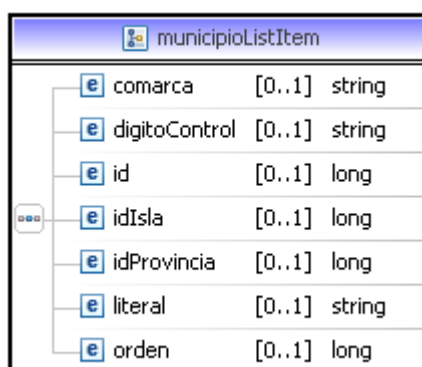 municipioListItem
e comarca [0..1] string
e digitoControl [0..1] string
e id [0..1] long
e idIsla [0..1] long
e idProvincia [0..1] long
e literal [0..1] string
e orden [0..1] long